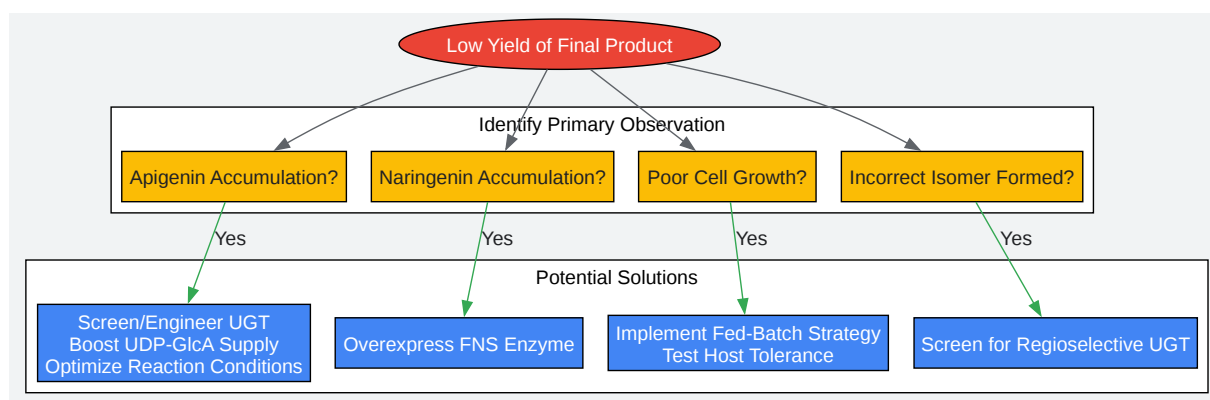 Low Yield of Final Product
Identify Primary Observation
Apigenin Accumulation?
Naringenin Accumulation?
Poor Cell Growth?
Incorrect Isomer Formed?
Yes
Yes
Yes
Yes
Potential Solutions
Screen/Engineer UGT
Boost UDP-GlcA Supply
Optimize Reaction Conditions
Overexpress FNS Enzyme
Implement Fed-Batch Strategy
Test Host Tolerance
Screen for Regioselective UGT